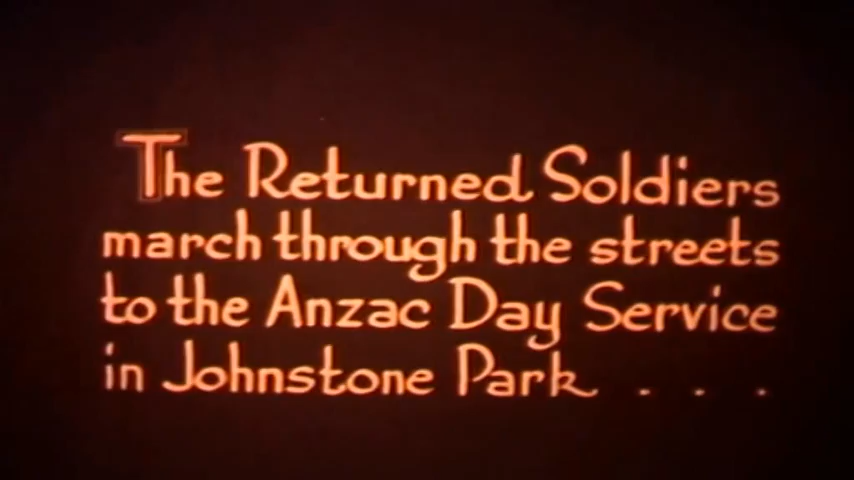 The Returned Soldiers
march through the streets
to the Anzac Day Service
in Johnstone Park . . .